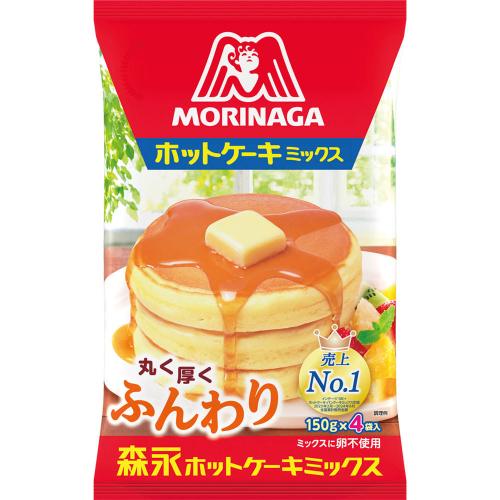 MORINAGA
ホットケーキミックス
丸く厚く
ふんわり
売上
No.1
150g×4袋入
調理例
ミックスに卵不使用
森永ホットケーキミックス